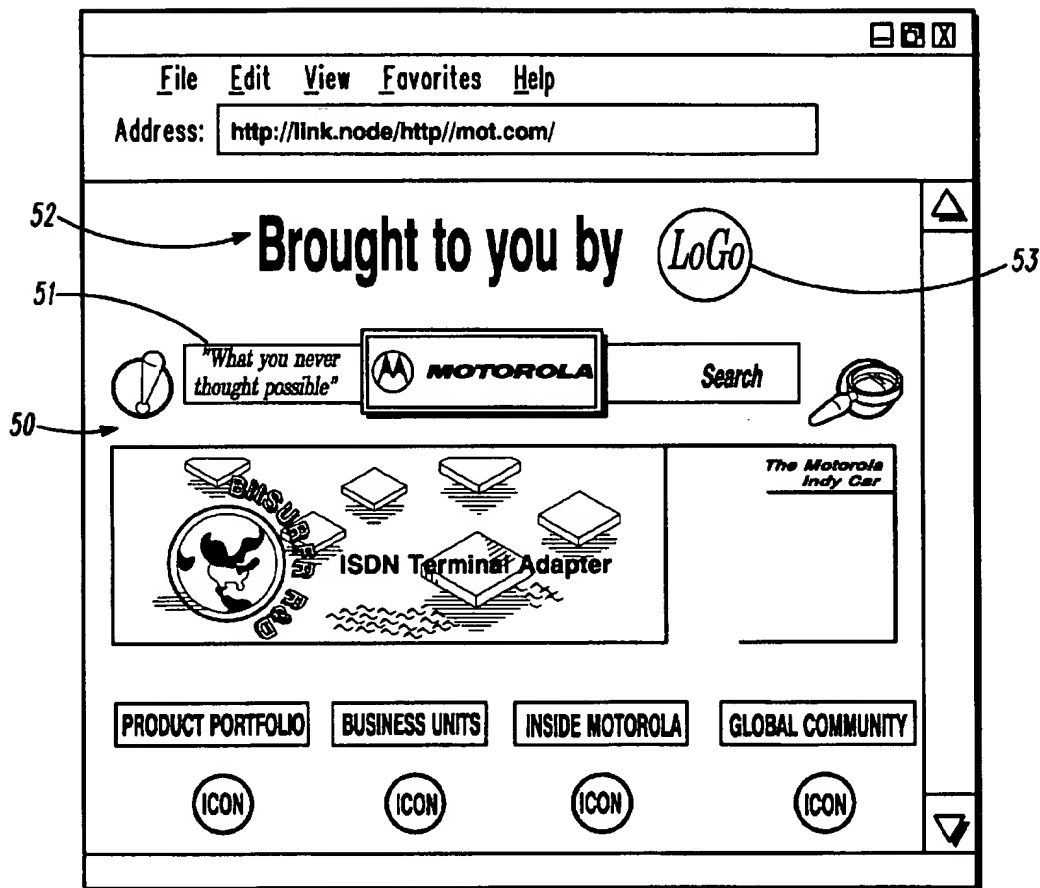 File Edit View Favorites Help
Address: http://link.node/http//mot.com/
52
Brought to you by LoGo
53
51
"What you never
thought possible"
MOTOROLA
Search
50
The Motorola
Indy Car
BitSURFR
R&D
ISDN Terminal Adapter
PRODUCT PORTFOLIO BUSINESS UNITS INSIDE MOTOROLA GLOBAL COMMUNITY
ICON ICON ICON ICON